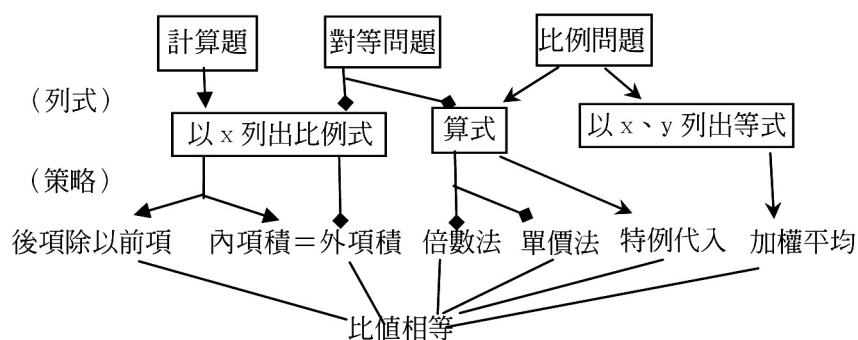 計算題 對等問題 比例問題
(列式)
以 x 列出比例式 算式 以 x、y 列出等式
(策略)
後項除以前項 內項積=外項積 倍數法 單價法 特例代入 加權平均
比值相等